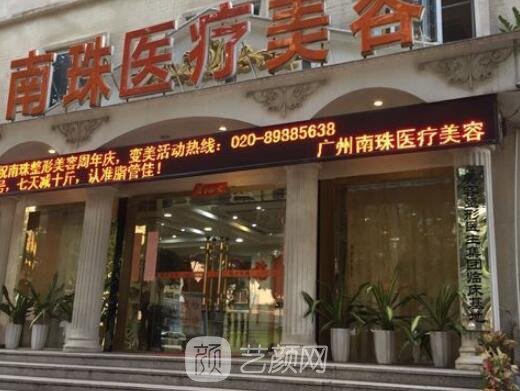 南珠医疗美容
祝南珠整形美容周年庆，变美活动热线：020-89885638
号，七天减十斤，认准脂管佳！
广州南珠医疗美容
颜 艺颜网